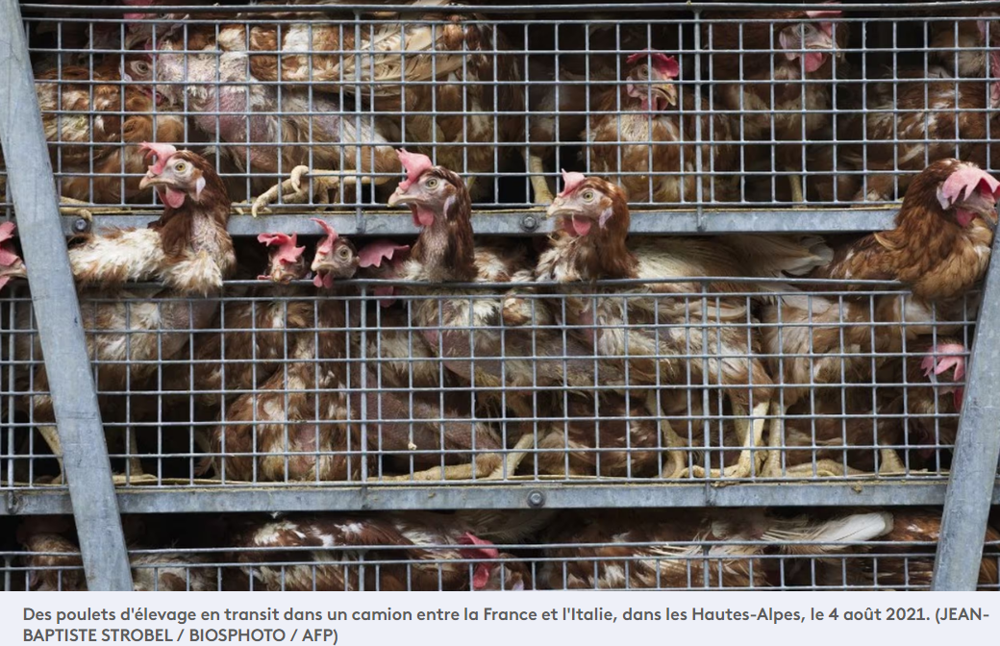 Des poulets d'élevage en transit dans un camion entre la France et l'Italie, dans les Hautes-Alpes, le 4 août 2021. (JEAN-
BAPTISTE STROBEL / BIOSPHOTO / AFP)